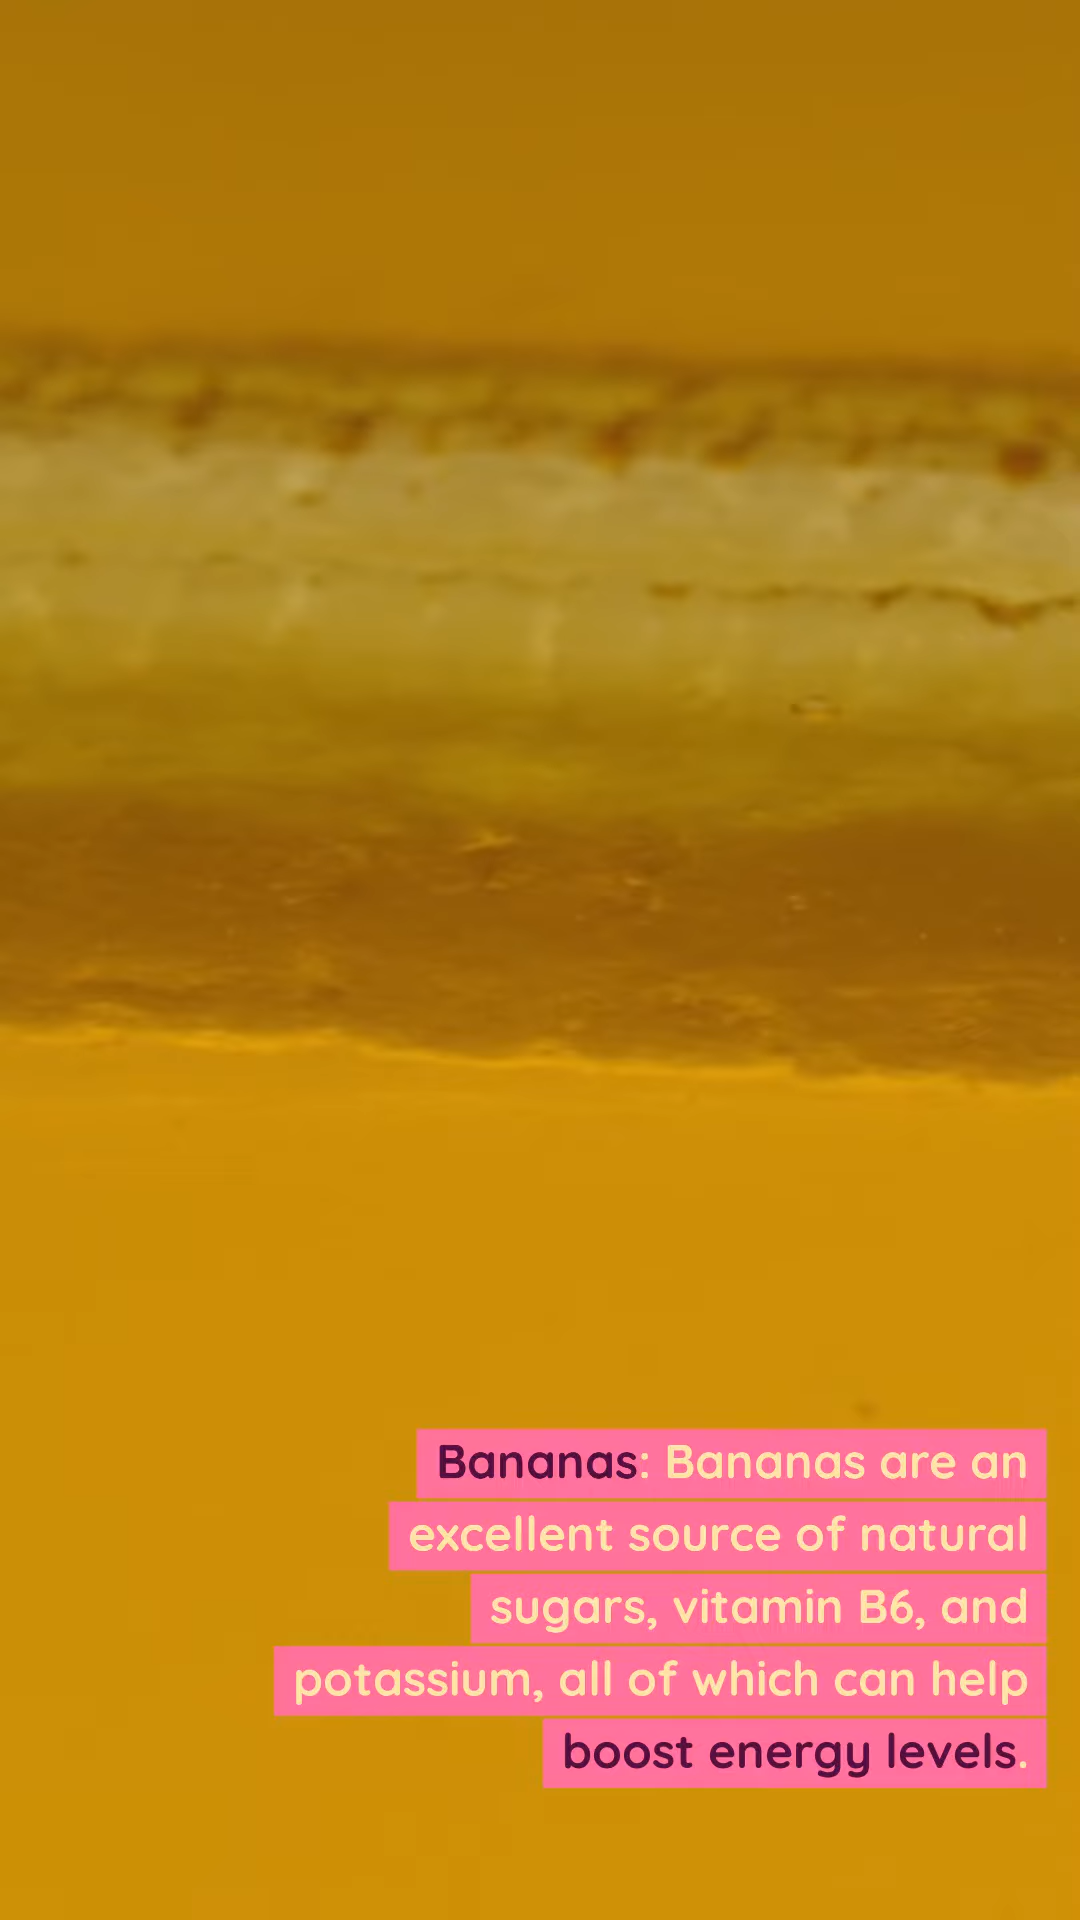 Bananas: Bananas are an
excellent source of natural
sugars, vitamin B6, and
potassium, all of which can help
boost energy levels.